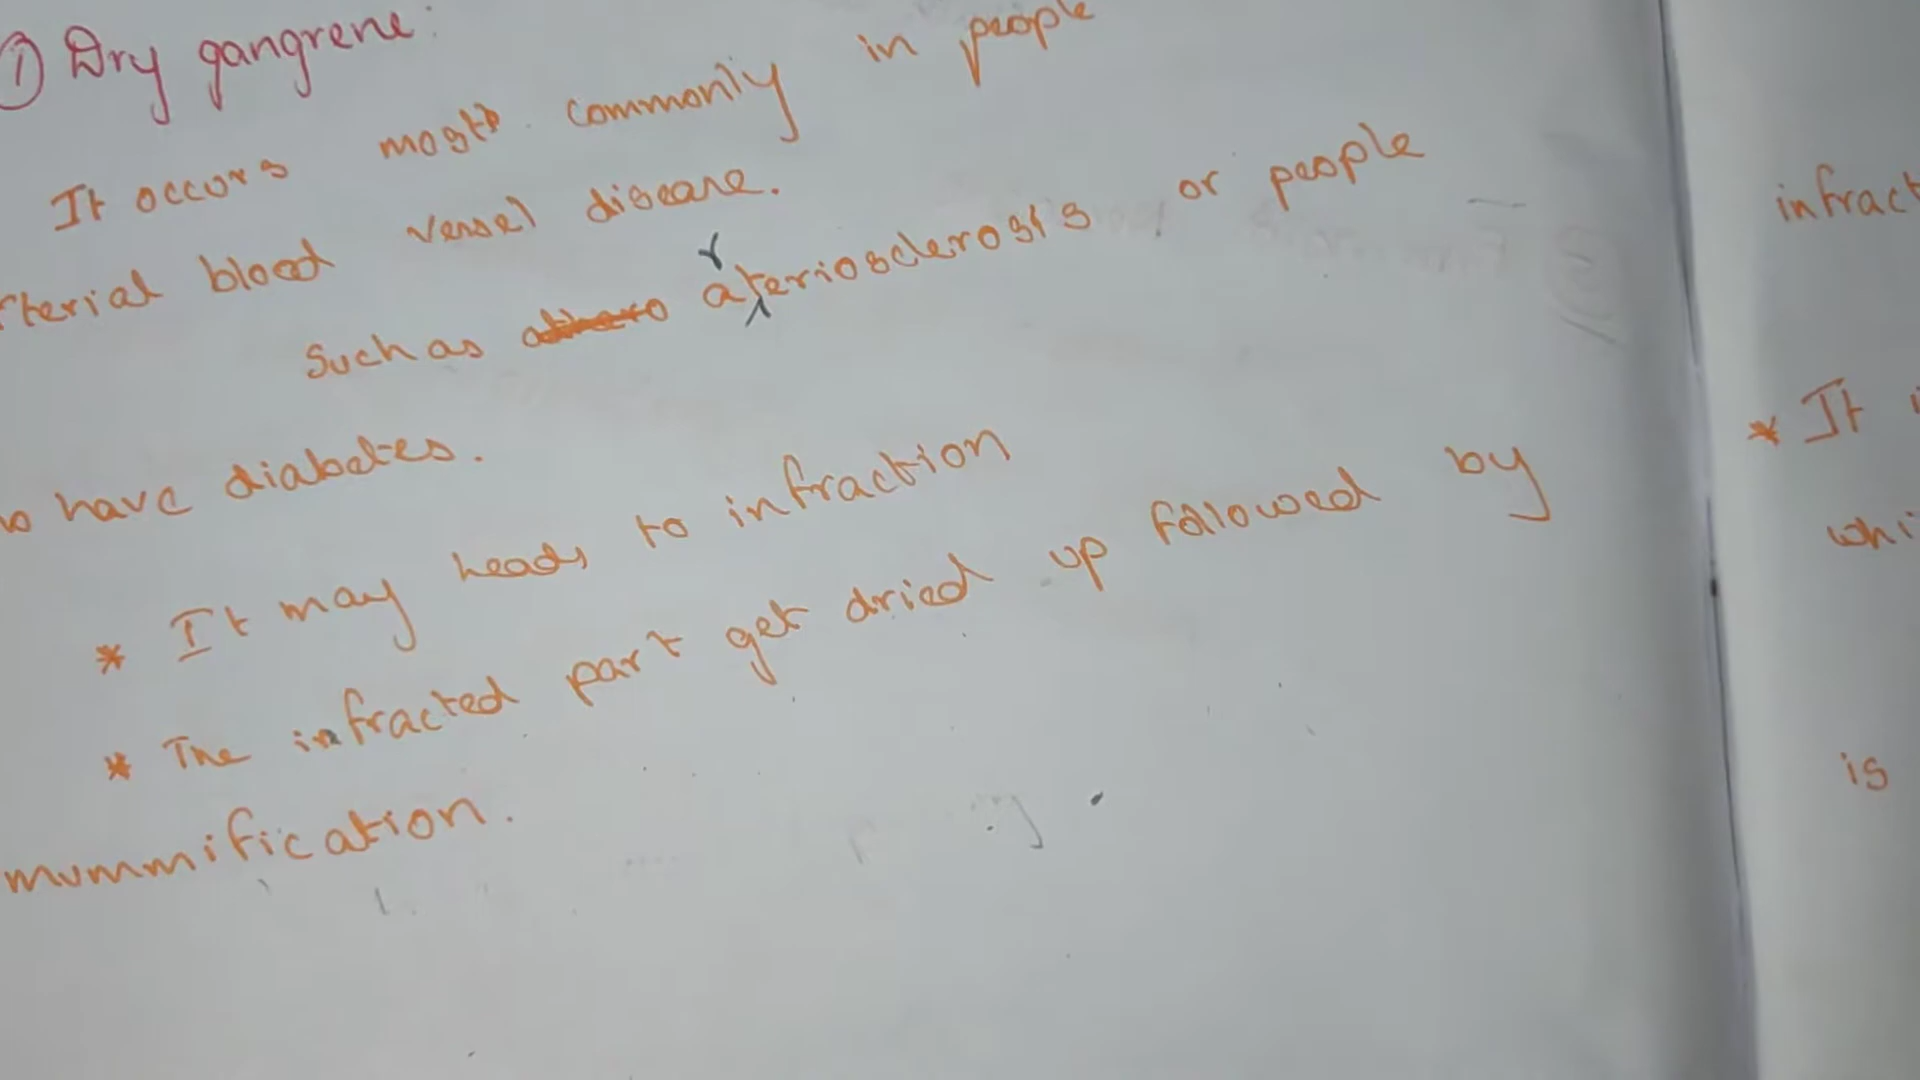 ① Dry gangrene:
It occurs most commonly in people
rterial blood vessel disease.
Such as arteriosclerosis or people
o have diabetes.
* It may leads to infraction
* The infracted part get dried up followed by
mummification.
infract
* It
whi
is